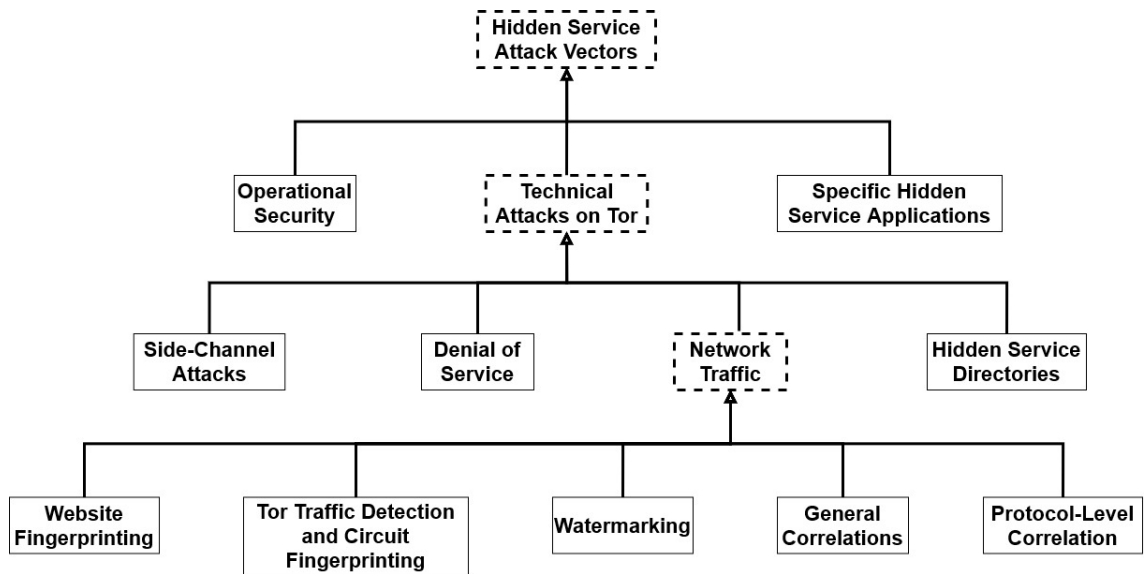 Hidden Service
Attack Vectors
Operational
Security
Technical
Attacks on Tor
Specific Hidden
Service Applications
Side-Channel
Attacks
Denial of
Service
Network
Traffic
Hidden Service
Directories
Website
Fingerprinting
Tor Traffic Detection
and Circuit
Fingerprinting
Watermarking
General
Correlations
Protocol-Level
Correlation